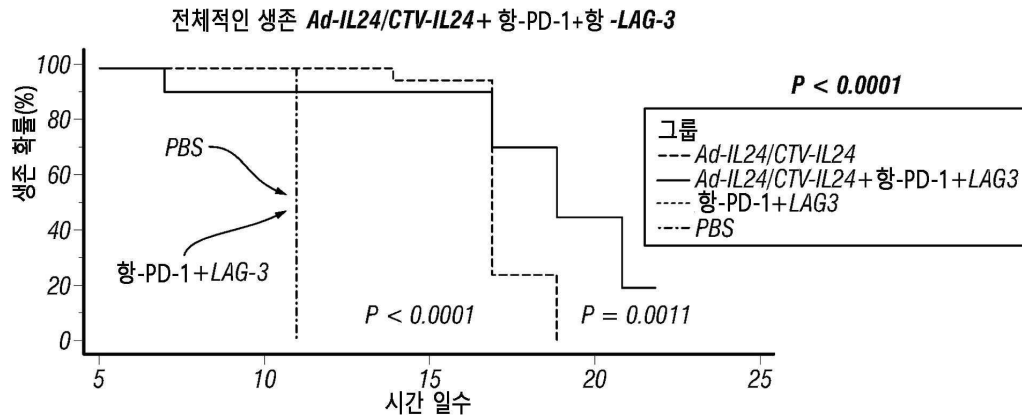 전체적인 생존 Ad-IL24/CTV-IL24+ 항-PD-1+항 -LAG-3
생존 확률(%)
100
80
60
40
20
0
PBS
항-PD-1+LAG-3
P < 0.0001
P = 0.0011
5
10
15
20
25
시간 일수
P < 0.0001
그룹
Ad-IL24/CTV-IL24
Ad-IL24/CTV-IL24+항-PD-1+LAG3
항-PD-1+LAG3
PBS